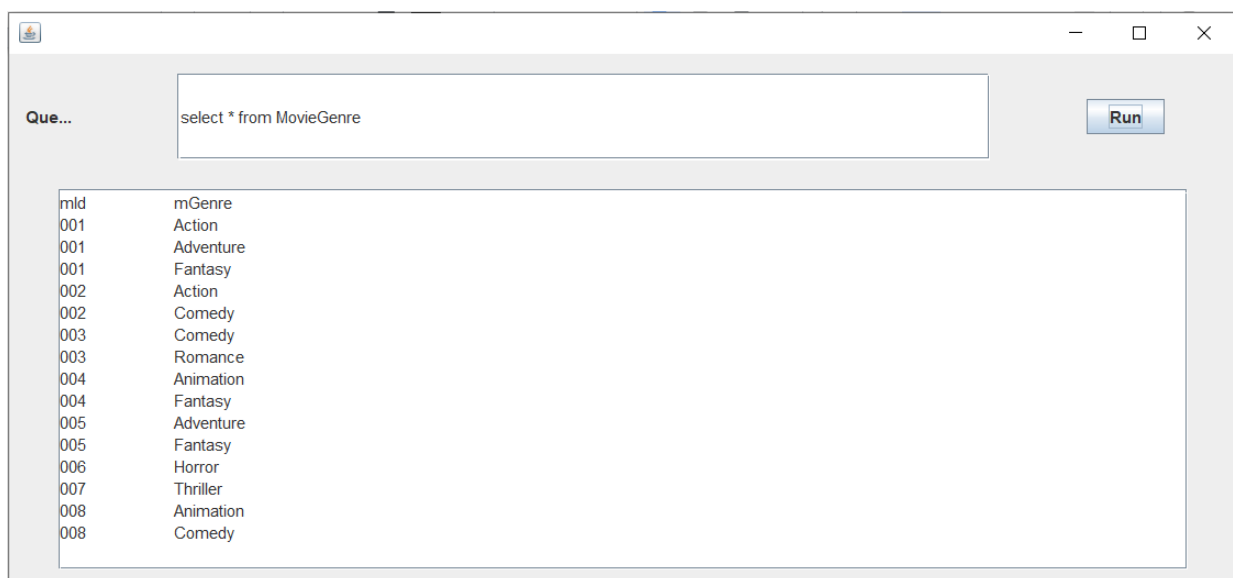 Que...
select * from MovieGenre
Run
mId mGenre
001 Action
001 Adventure
001 Fantasy
002 Action
002 Comedy
003 Comedy
003 Romance
004 Animation
004 Fantasy
005 Adventure
005 Fantasy
006 Horror
007 Thriller
008 Animation
008 Comedy